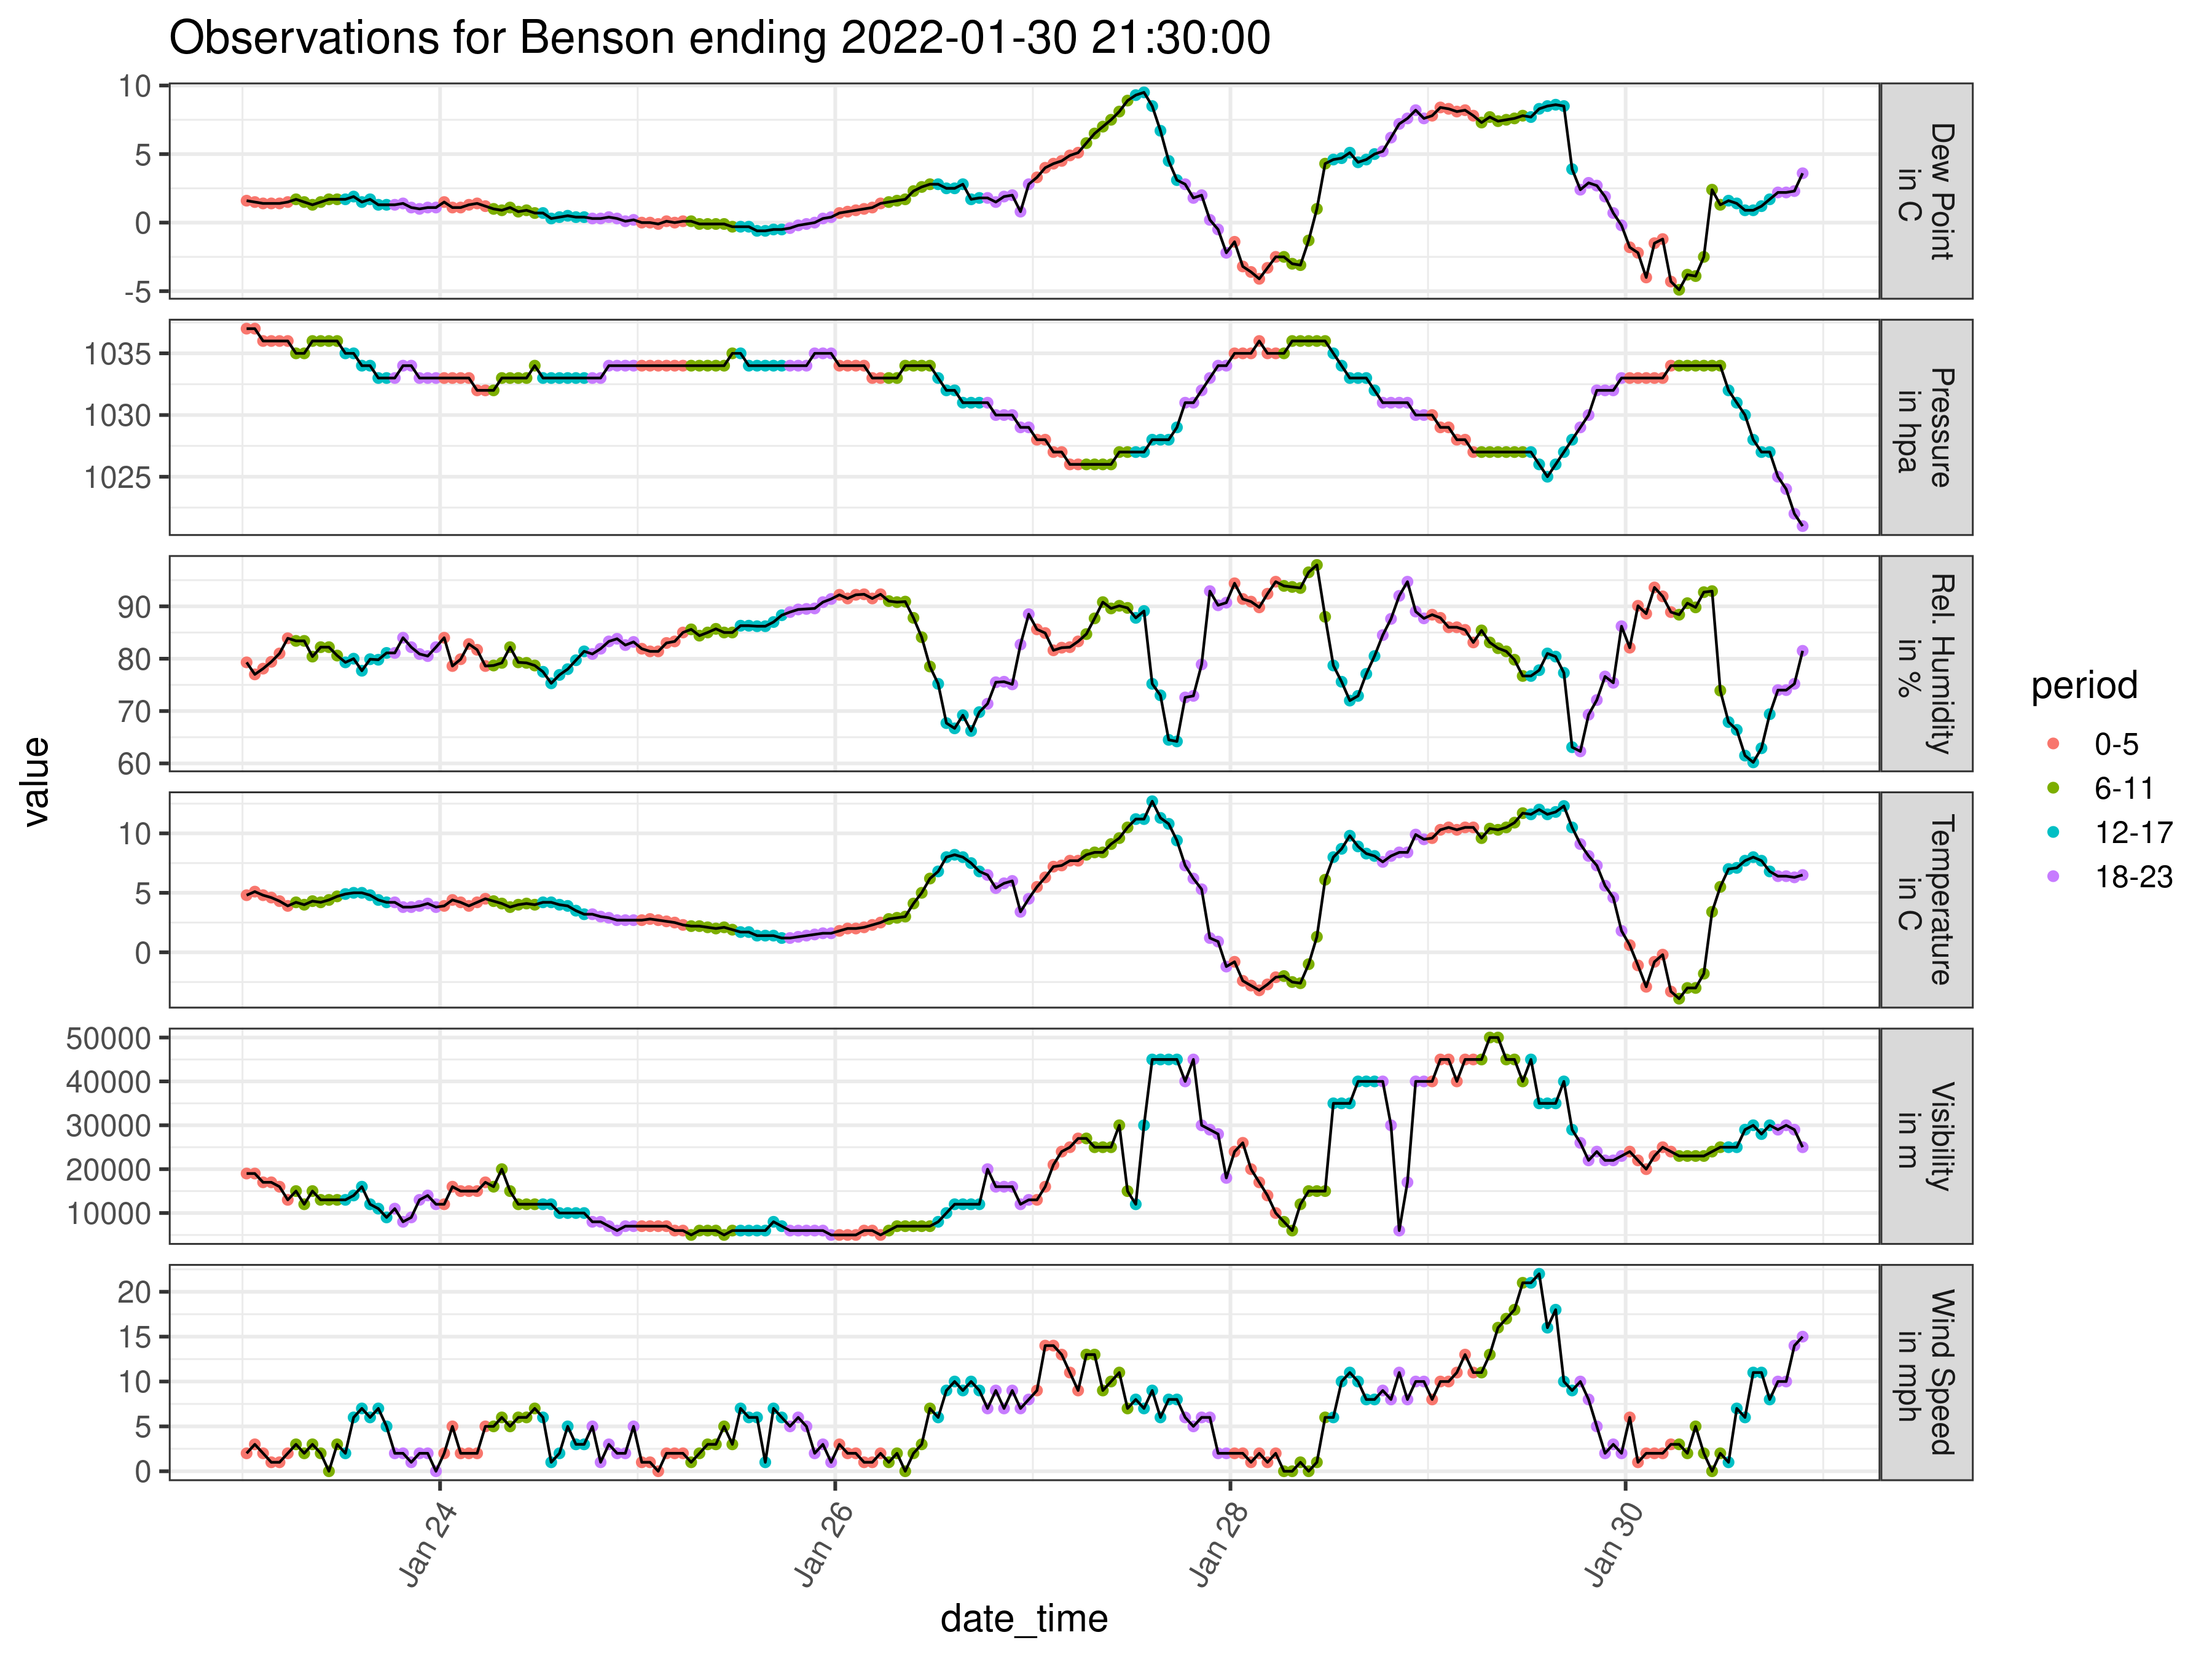 Observations for Benson ending 2022-01-30 21:30:00
value
10
5
0
-5
Dew Point
in C
1035
1030
1025
Pressure
in hpa
90
80
70
60
Rel. Humidity
in %
10
5
0
Temperature
in C
50000
40000
30000
20000
10000
Visibility
in m
20
15
10
5
0
Wind Speed
in mph
Jan 24
Jan 26
Jan 28
Jan 30
date_time
period
0-5
6-11
12-17
18-23